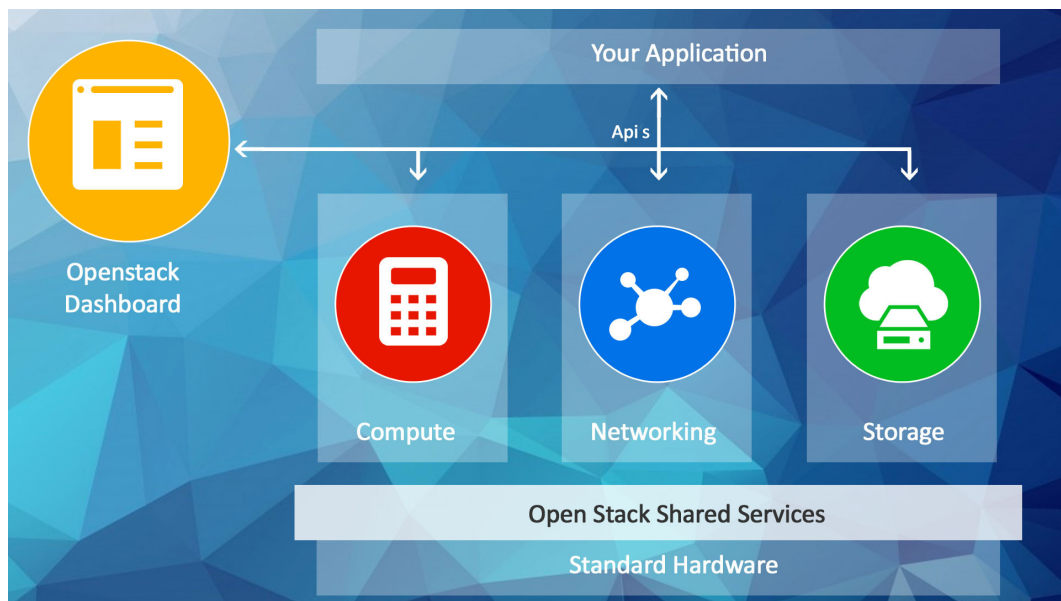 Your Application
Api s
Openstack
Dashboard
Compute
Networking
Storage
Open Stack Shared Services
Standard Hardware